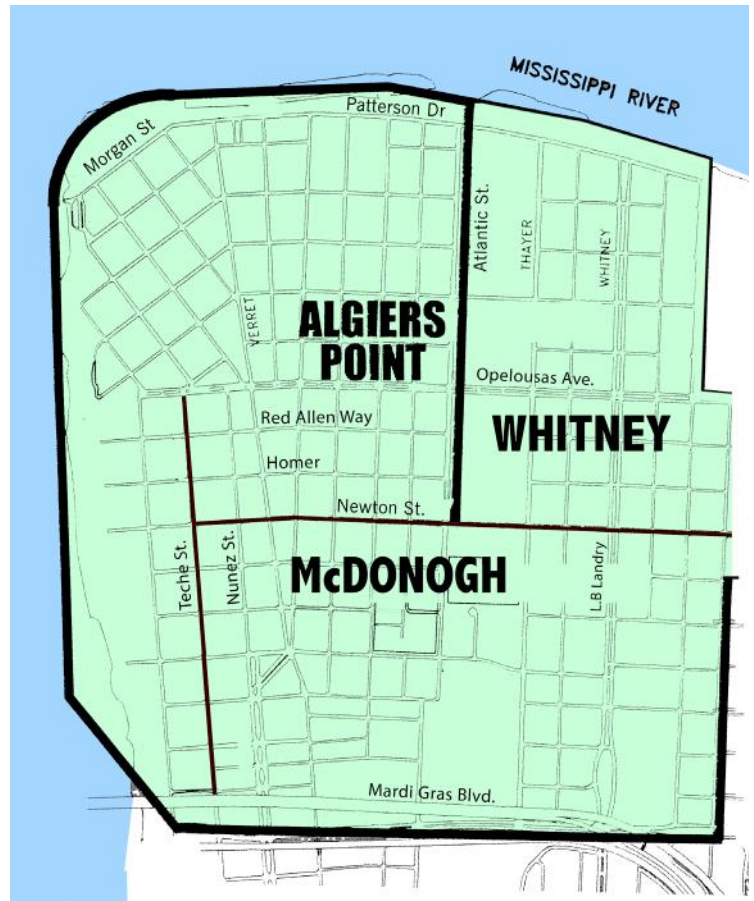 MISSISSIPPI RIVER
Patterson Dr
Morgan St
Atlantic St.
THAYER
WHITNEY
VERRET
ALGIERS
POINT
Opelousas Ave.
Red Allen Way
WHITNEY
Homer
Newton St.
Teche St.
Nunez St.
McDONOGH
L.B Landry
Mardi Gras Blvd.